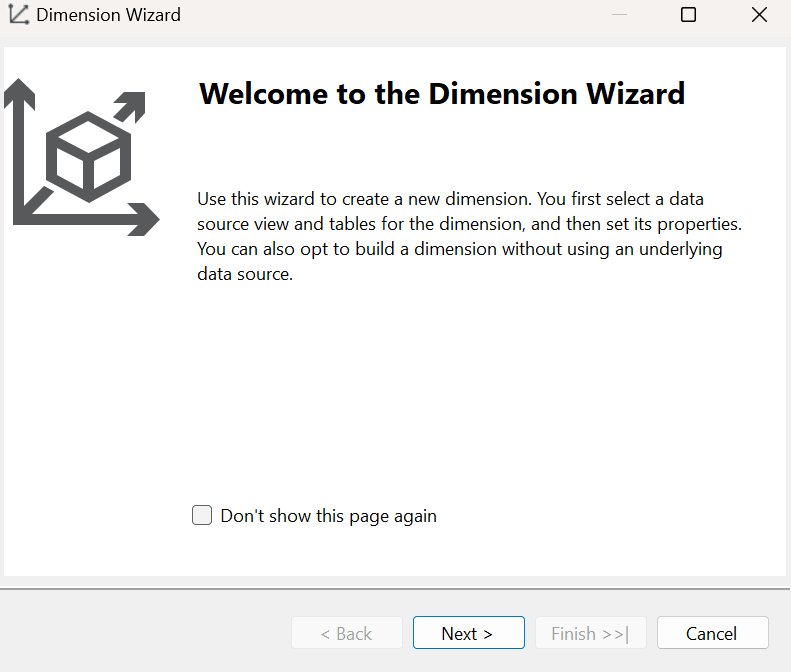 Dimension Wizard
Welcome to the Dimension Wizard
Use this wizard to create a new dimension. You first select a data
source view and tables for the dimension, and then set its properties.
You can also opt to build a dimension without using an underlying
data source.
Don't show this page again
< Back
Next >
Finish >>|
Cancel